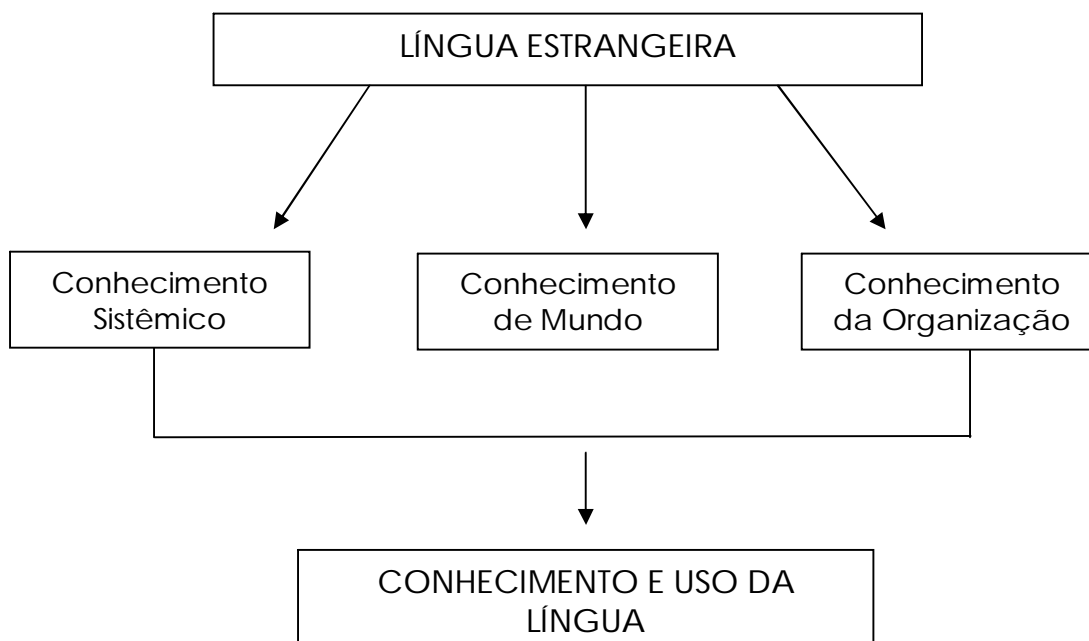 LÍNGUA ESTRANGEIRA
Conhecimento
Sistêmico
Conhecimento
de Mundo
Conhecimento
da Organização
CONHECIMENTO E USO DA
LÍNGUA